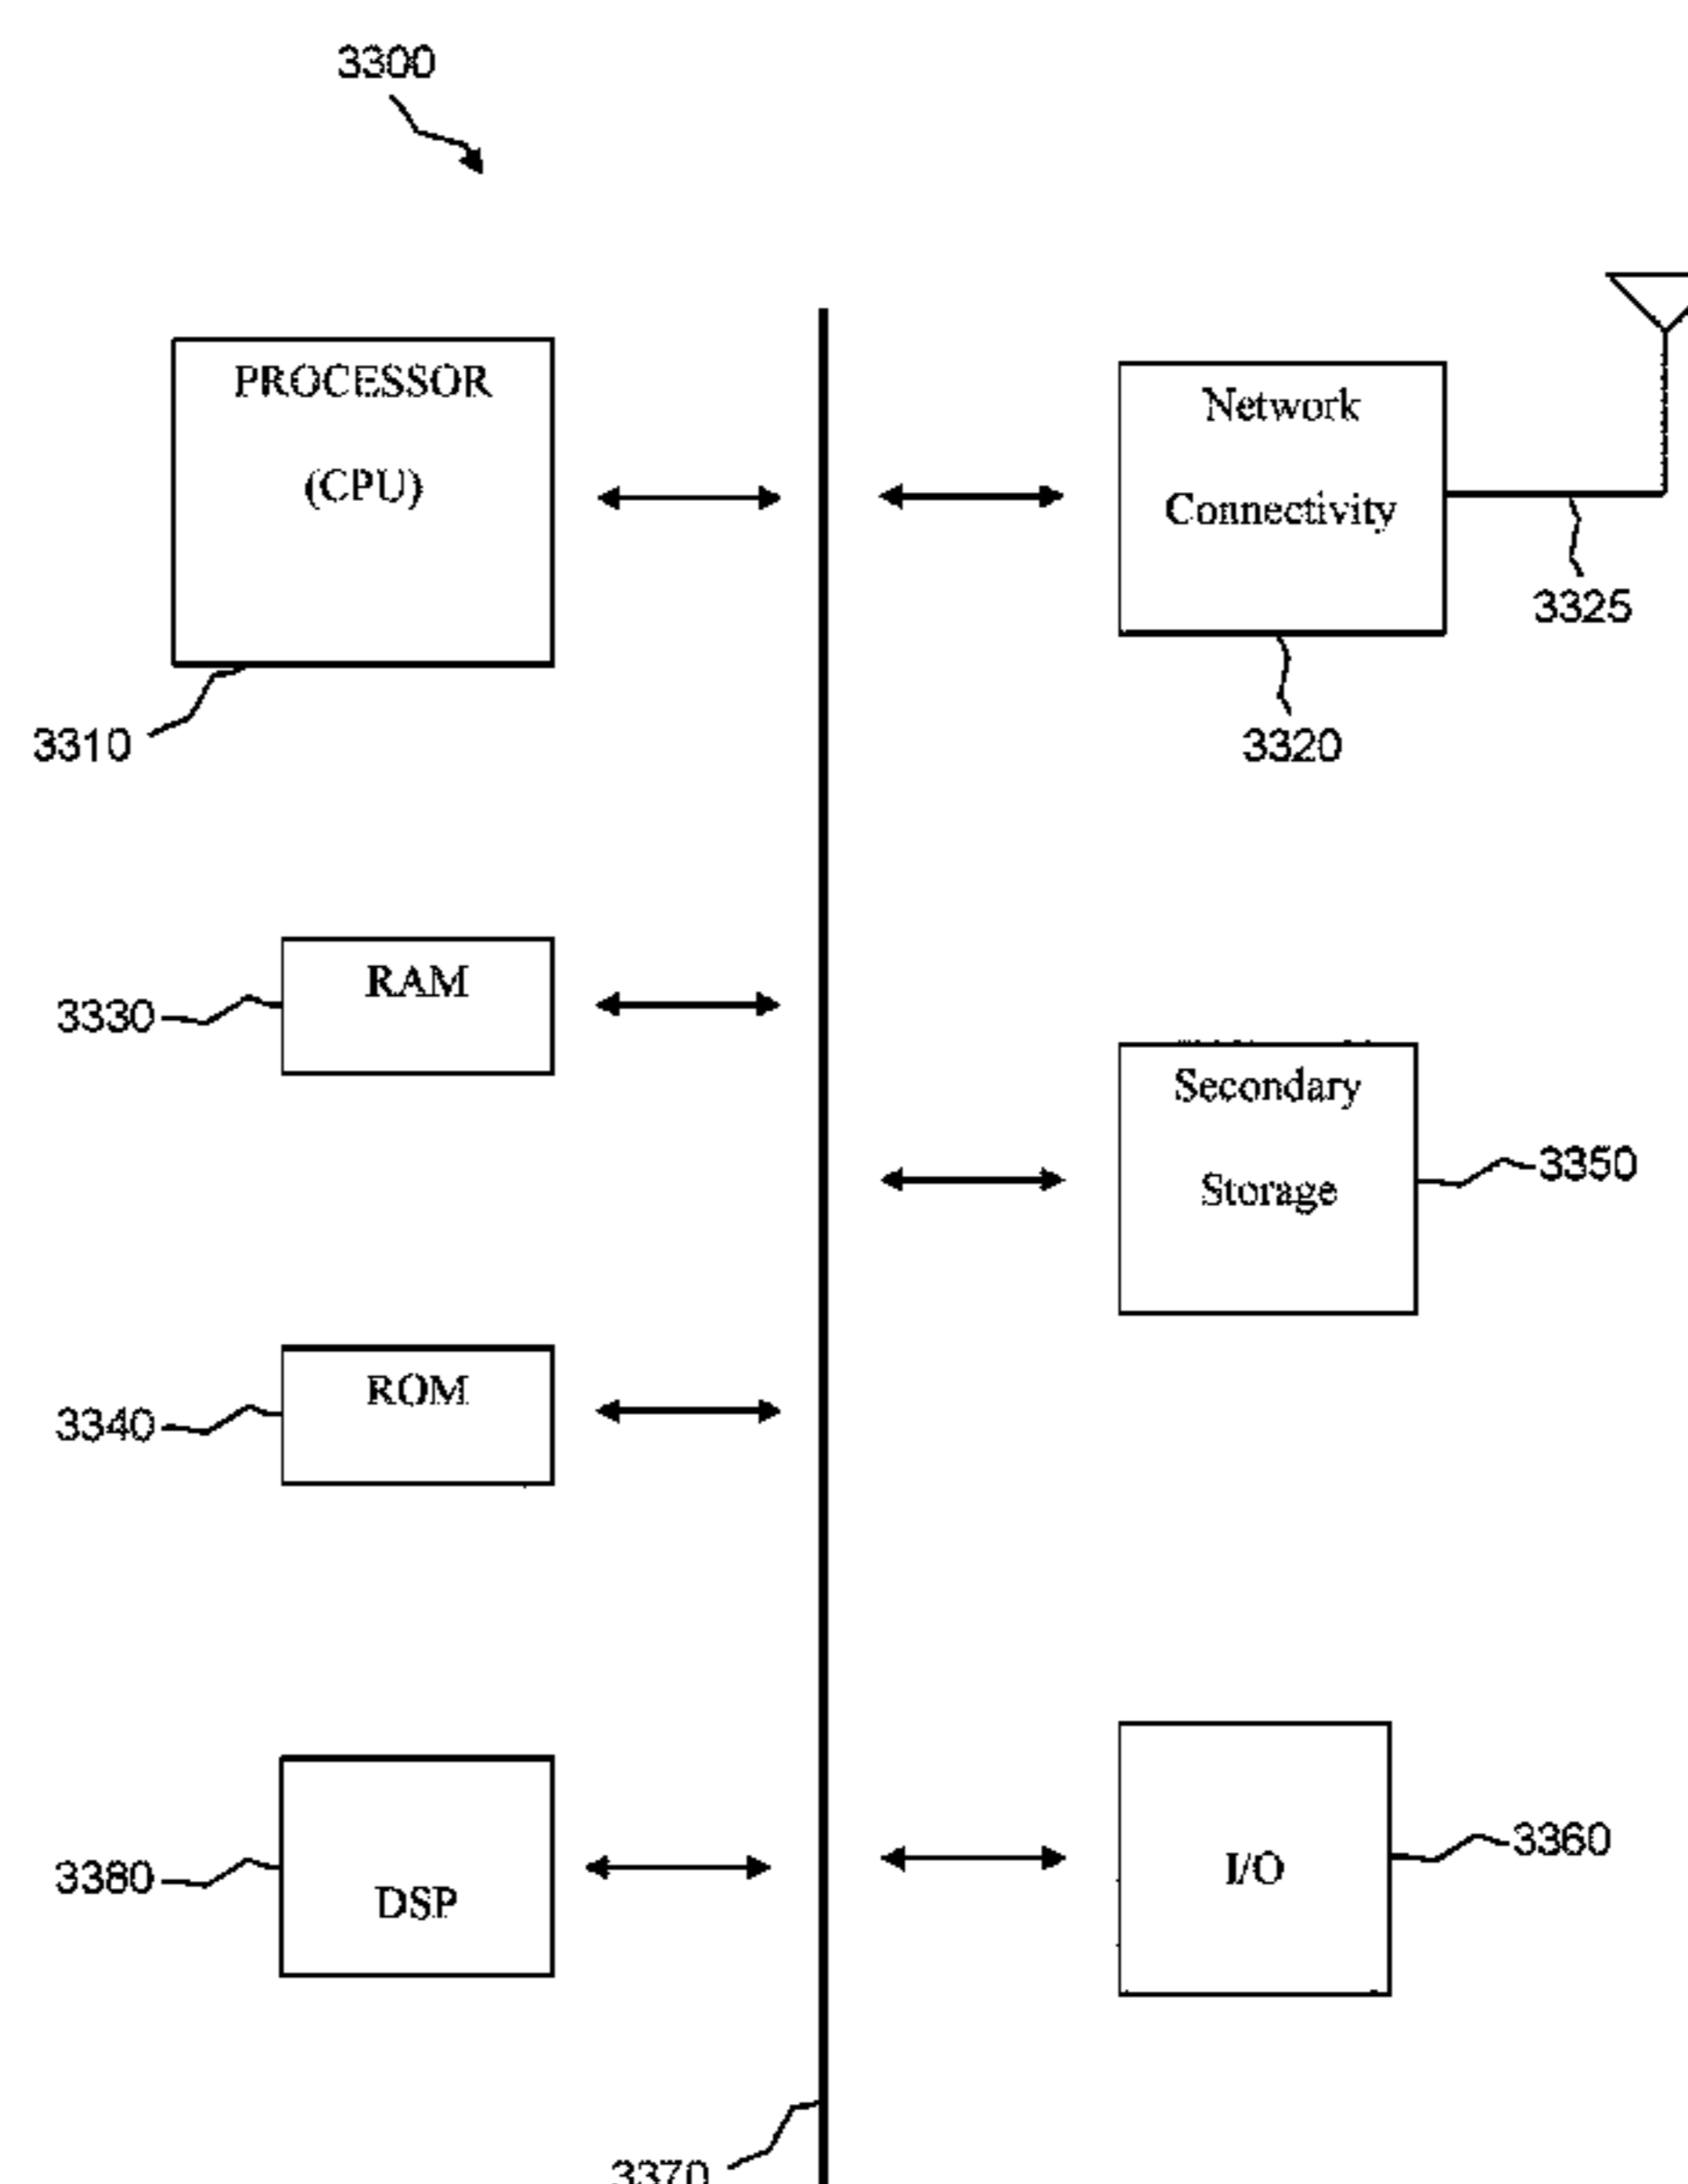 3300
PROCESSOR
(CPU)
3310
Network
Connectivity
3325
3320
RAM
3330
Secondary
Storage
3350
ROM
3340
DSP
3380
I/O
3360
3370